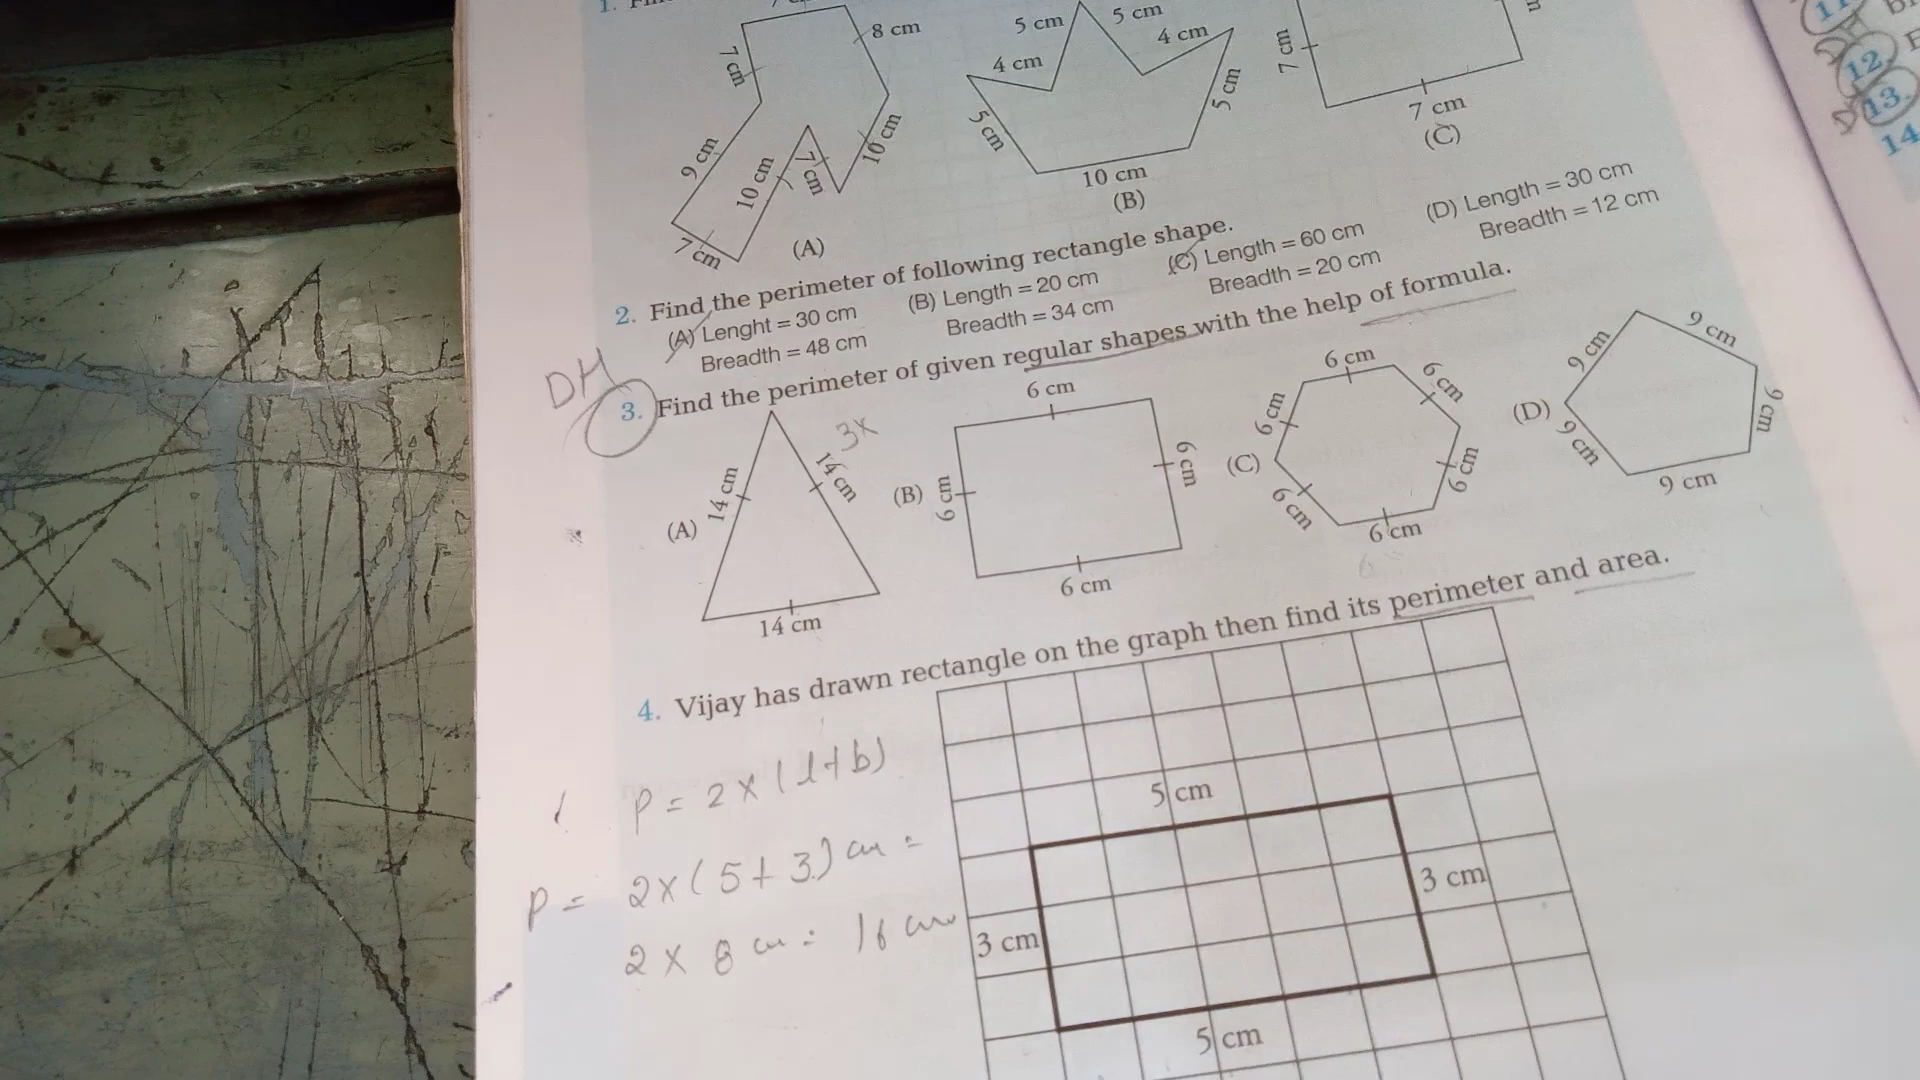 1.
7 cm
8 cm
9 cm
10 cm
7 cm
10 cm
7 cm
(A)
5 cm
5 cm
4 cm
4 cm
5 cm
5 cm
10 cm
(B)
7 cm
7 cm
(C)
2. Find the perimeter of following rectangle shape.
(A) Lenght = 30 cm
Breadth = 48 cm
(B) Length = 20 cm
Breadth = 34 cm
(C) Length = 60 cm
Breadth = 20 cm
(D) Length = 30 cm
Breadth = 12 cm
DH
3. Find the perimeter of given regular shapes with the help of formula.
(A)
14 cm
3x
14 cm
14 cm
(B)
6 cm
6 cm
6 cm
6 cm
(C)
6 cm
6 cm
6 cm
6 cm
6 cm
6 cm
(D)
9 cm
9 cm
9 cm
9 cm
9 cm
4. Vijay has drawn rectangle on the graph then find its perimeter and area.
P = 2 x (l+b)
P = 2x(5+3) cm =
2 x 8 cm = 16 cm
5 cm
3 cm
3 cm
5 cm
11
12.
13.
14